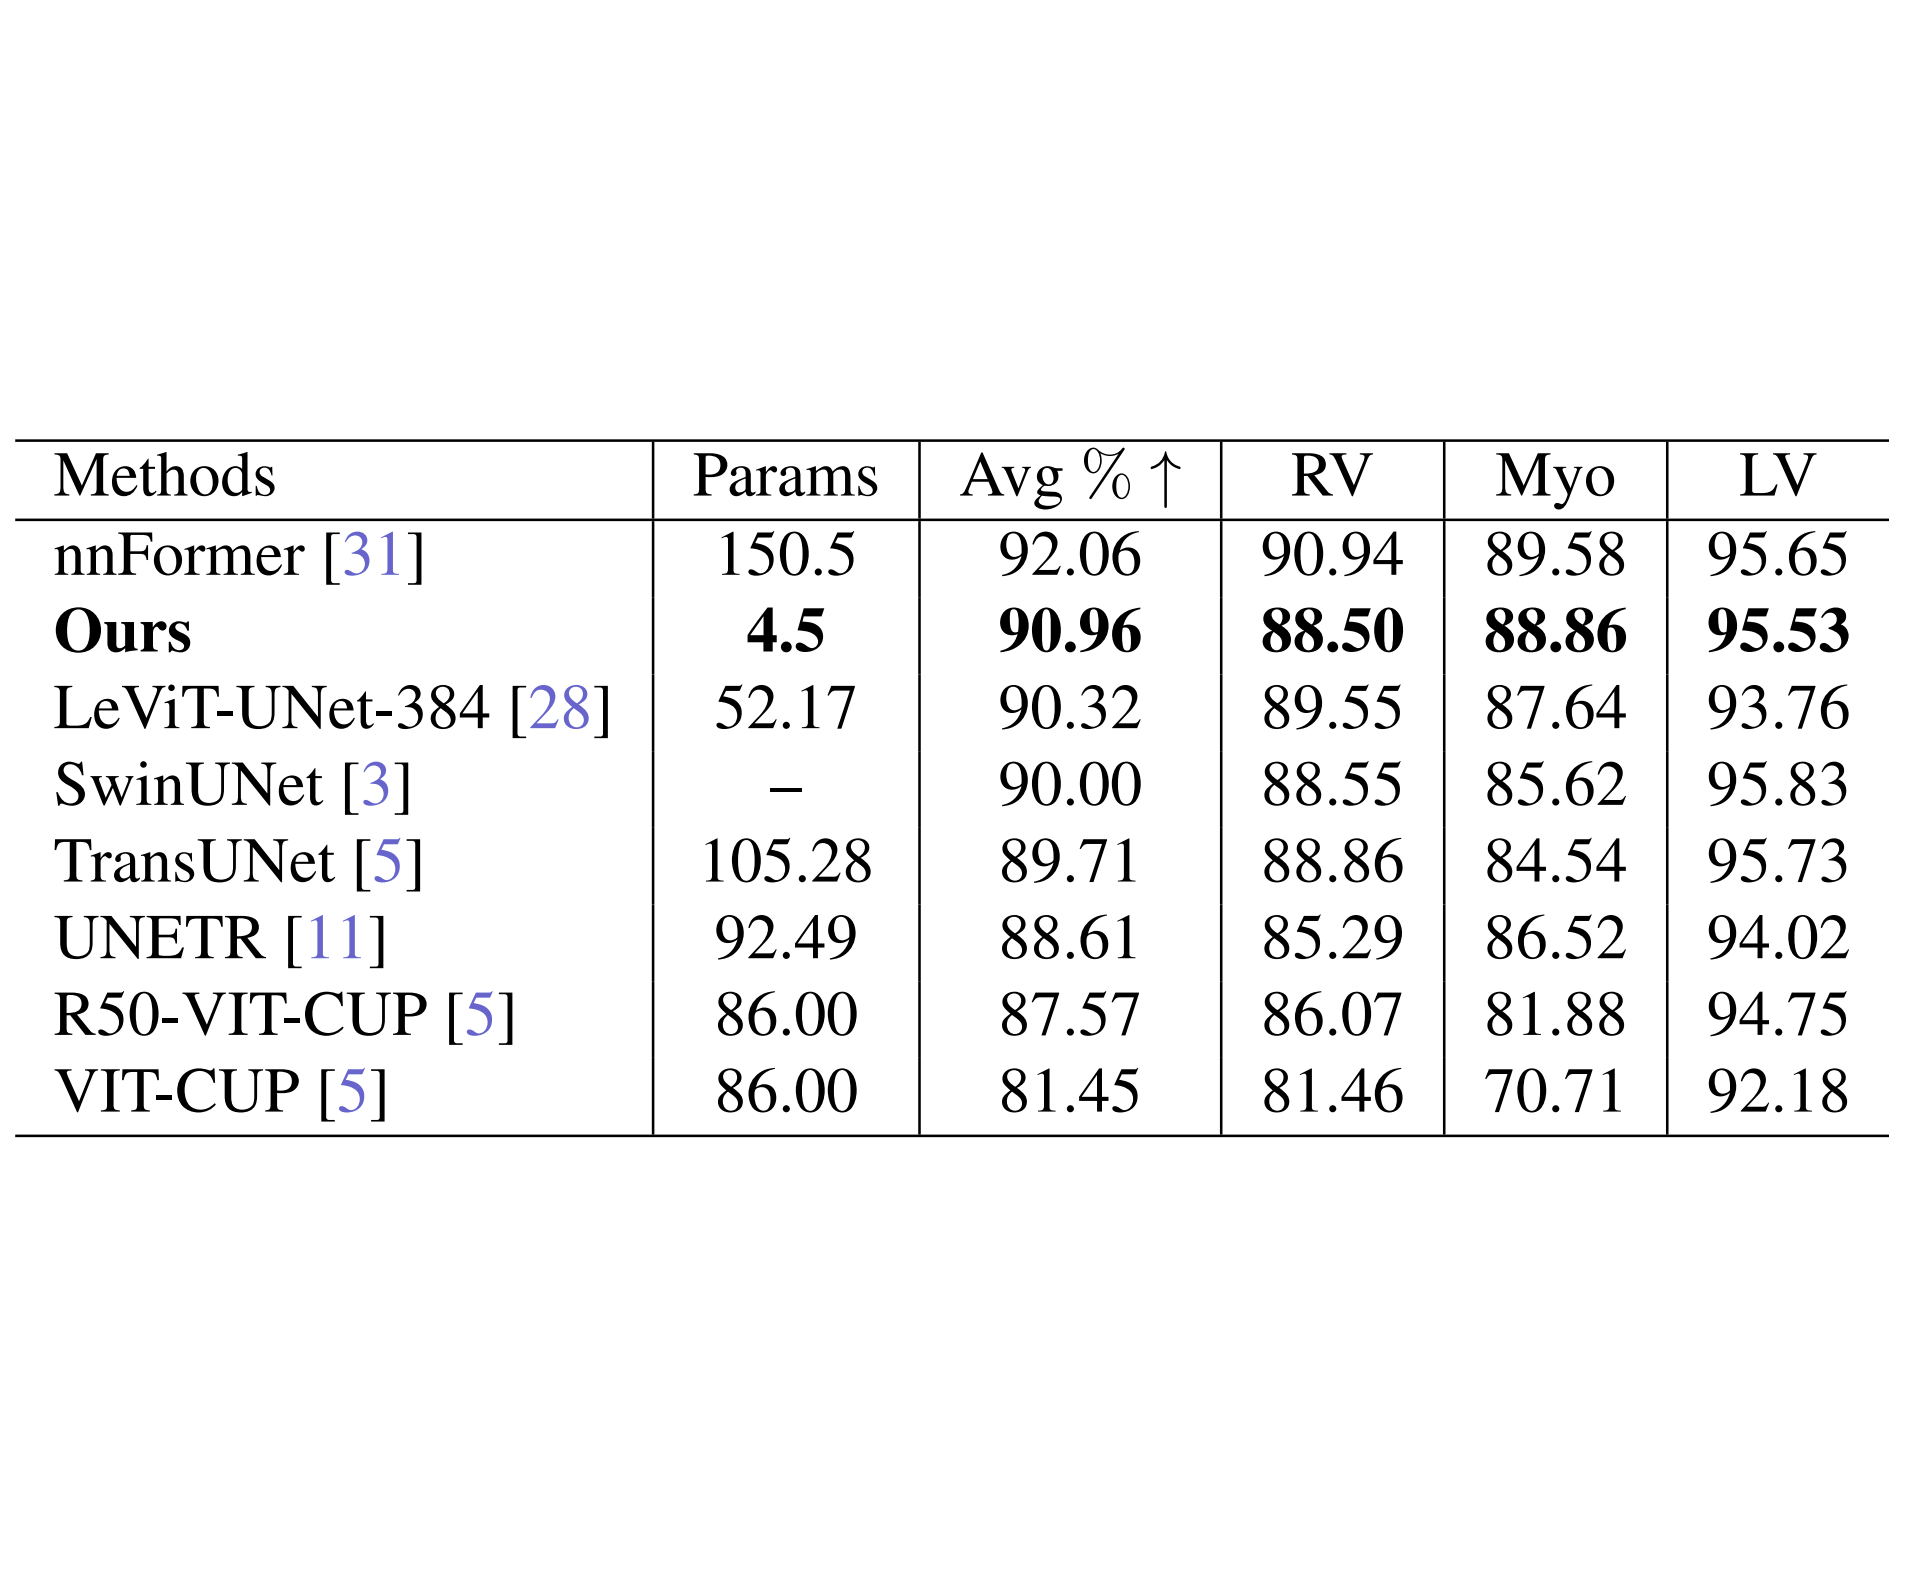 Methods Params Avg % ↑ RV Myo LV
nnFormer [31] 150.5 92.06 90.94 89.58 95.65
Ours 4.5 90.96 88.50 88.86 95.53
LeViT-UNet-384 [28] 52.17 90.32 89.55 87.64 93.76
SwinUNet [3] – 90.00 88.55 85.62 95.83
TransUNet [5] 105.28 89.71 88.86 84.54 95.73
UNETR [11] 92.49 88.61 85.29 86.52 94.02
R50-VIT-CUP [5] 86.00 87.57 86.07 81.88 94.75
VIT-CUP [5] 86.00 81.45 81.46 70.71 92.18